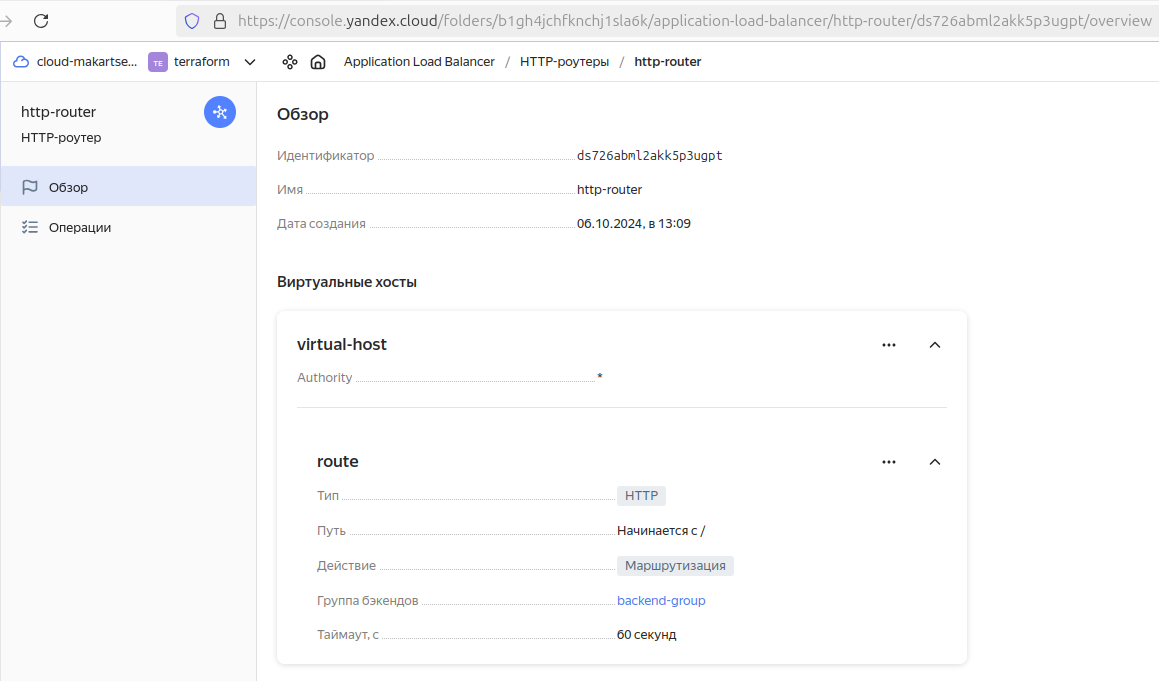 https://console.yandex.cloud/folders/b1gh4jchfknchj1sla6k/application-load-balancer/http-router/ds726abml2akk5p3ugpt/overview
cloud-makartse... TE terraform Application Load Balancer / HTTP-роутеры / http-router
http-router
HTTP-роутер
Обзор
Операции
Обзор
Идентификатор ds726abml2akk5p3ugpt
Имя http-router
Дата создания 06.10.2024, в 13:09
Виртуальные хосты
virtual-host
Authority *
route
Тип HTTP
Путь Начинается с /
Действие Маршрутизация
Группа бэкендов backend-group
Таймаут, с 60 секунд